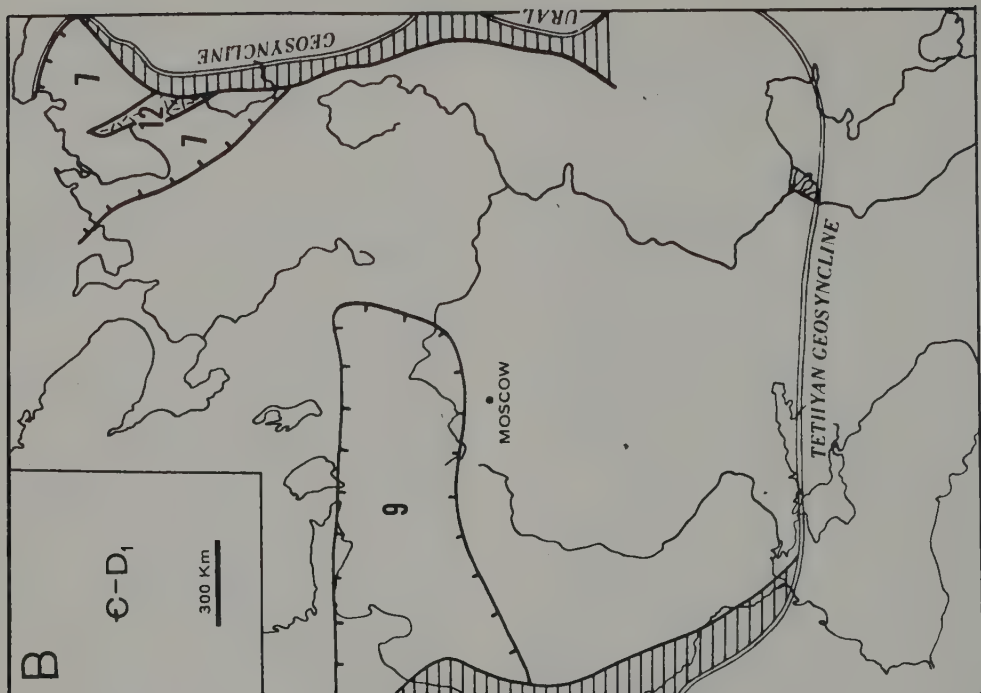 B
Є-D₁
300 Km
7
12
7
GEOSYNCLINE
URAL
9
MOSCOW
TETHYAN GEOSYNCLINE